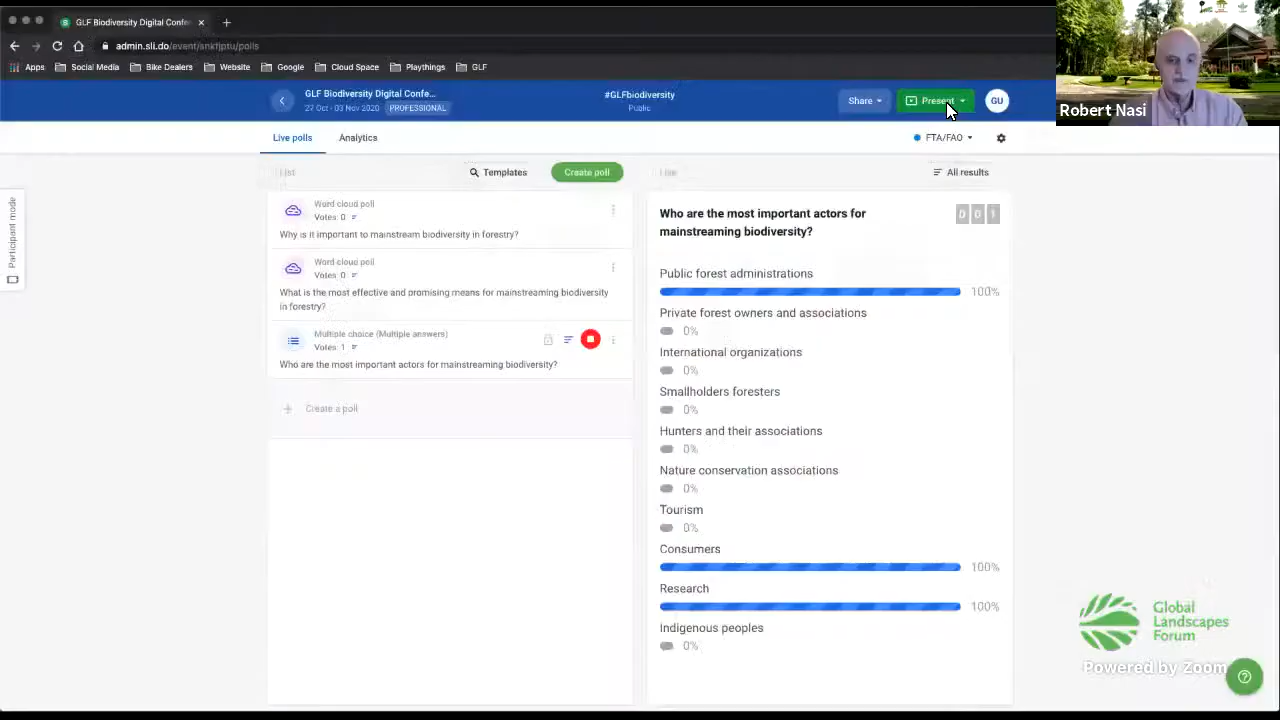 GLF Biodiversity Digital Confe
admin.sli.do/event/snktjptu/polls
Apps Social Media Bike Dealers Website Google Cloud Space Playthings GLF
GLF Biodiversity Digital Confe...
27 Oct - 03 Nov 2020 PROFESSIONAL
#GLFbiodiversity
Public
Share
Present
GU
Robert Nasi
Live polls
Analytics
FTA/FAO
Participant mode
List
Templates
Create poll
Live
All results
Word cloud poll
Votes: 0
Why is it important to mainstream biodiversity in forestry?
Word cloud poll
Votes: 0
What is the most effective and promising means for mainstreaming biodiversity
in forestry?
Multiple choice (Multiple answers)
Votes: 1
Who are the most important actors for mainstreaming biodiversity?
Create a poll
Who are the most important actors for
mainstreaming biodiversity?
0 0 1
Public forest administrations
100%
Private forest owners and associations
0%
International organizations
0%
Smallholders foresters
0%
Hunters and their associations
0%
Nature conservation associations
0%
Tourism
0%
Consumers
100%
Research
100%
Indigenous peoples
0%
Global
Landscapes
Forum
Powered by Zoom